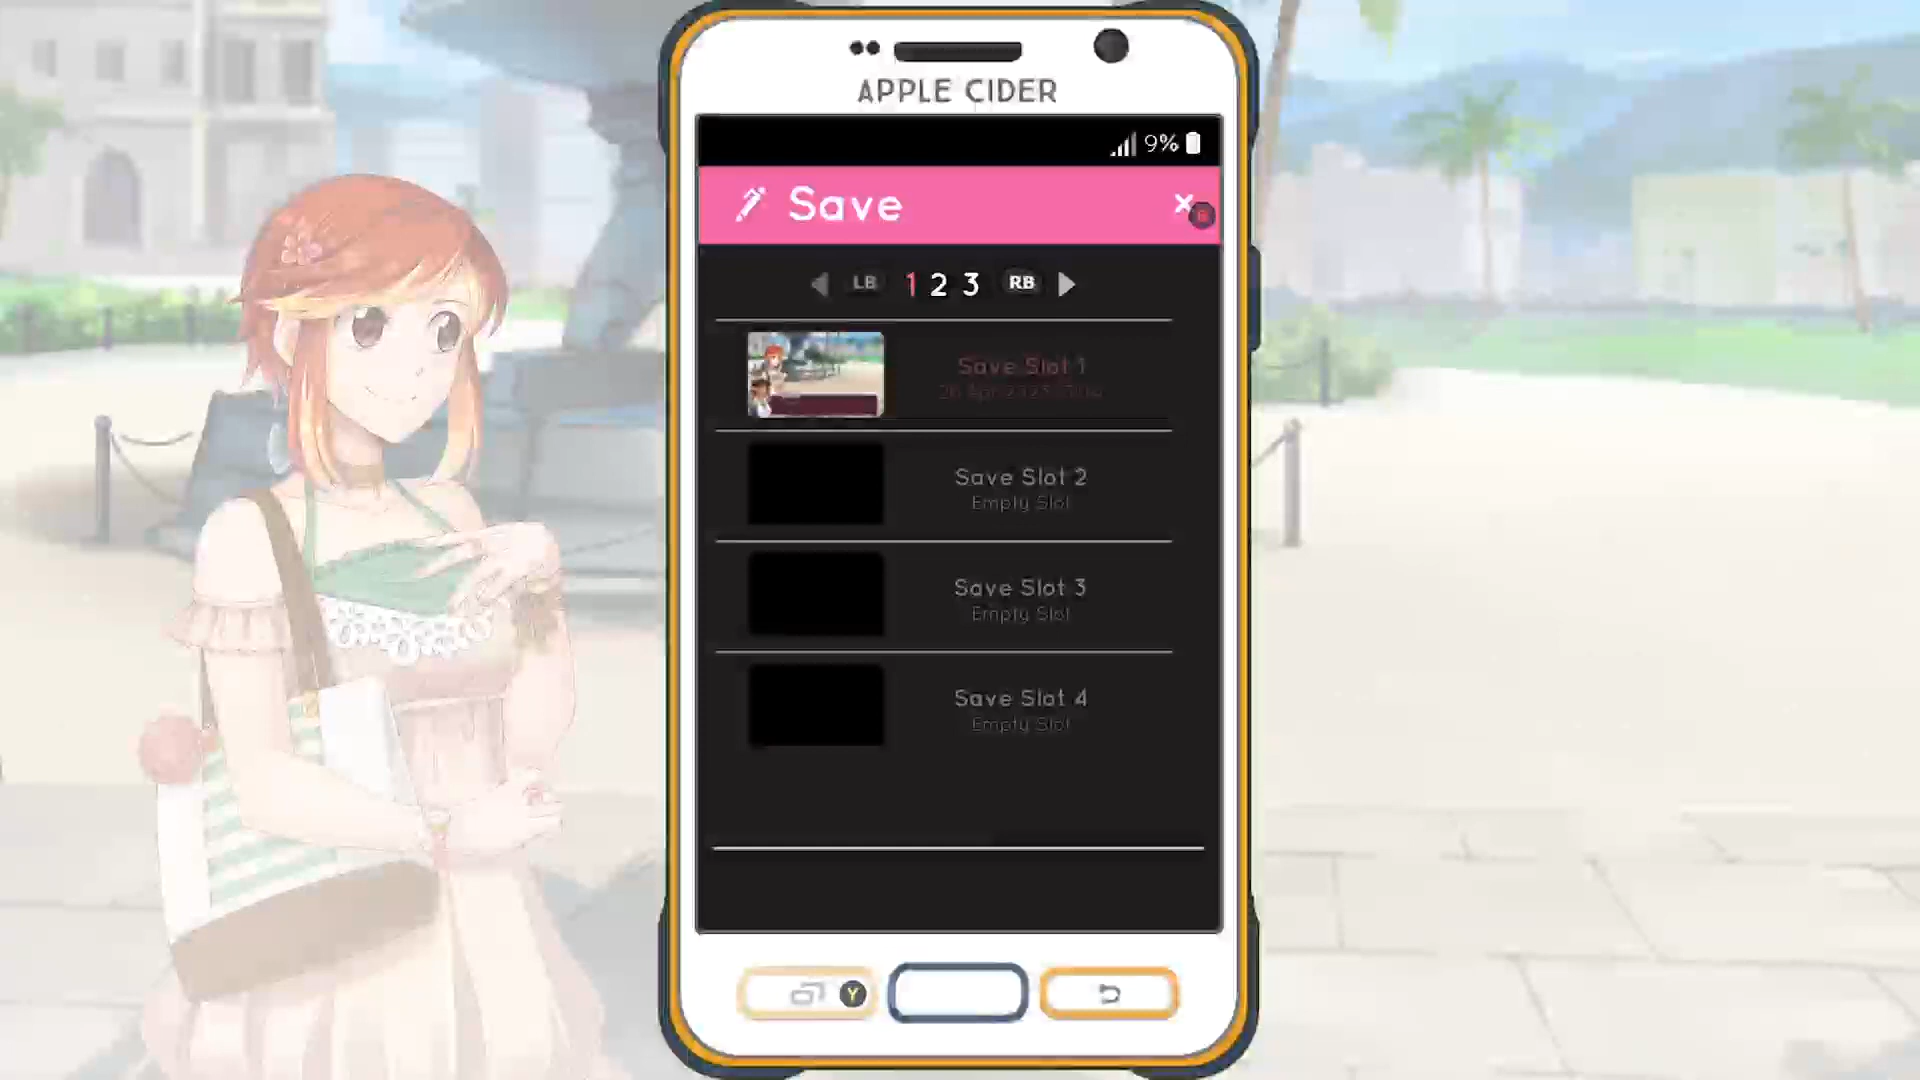 APPLE CIDER
9%
Save
LB 1 2 3 RB
Save Slot 1
Save Slot 2
Empty Slot
Save Slot 3
Empty Slot
Save Slot 4
Empty Slot
Y